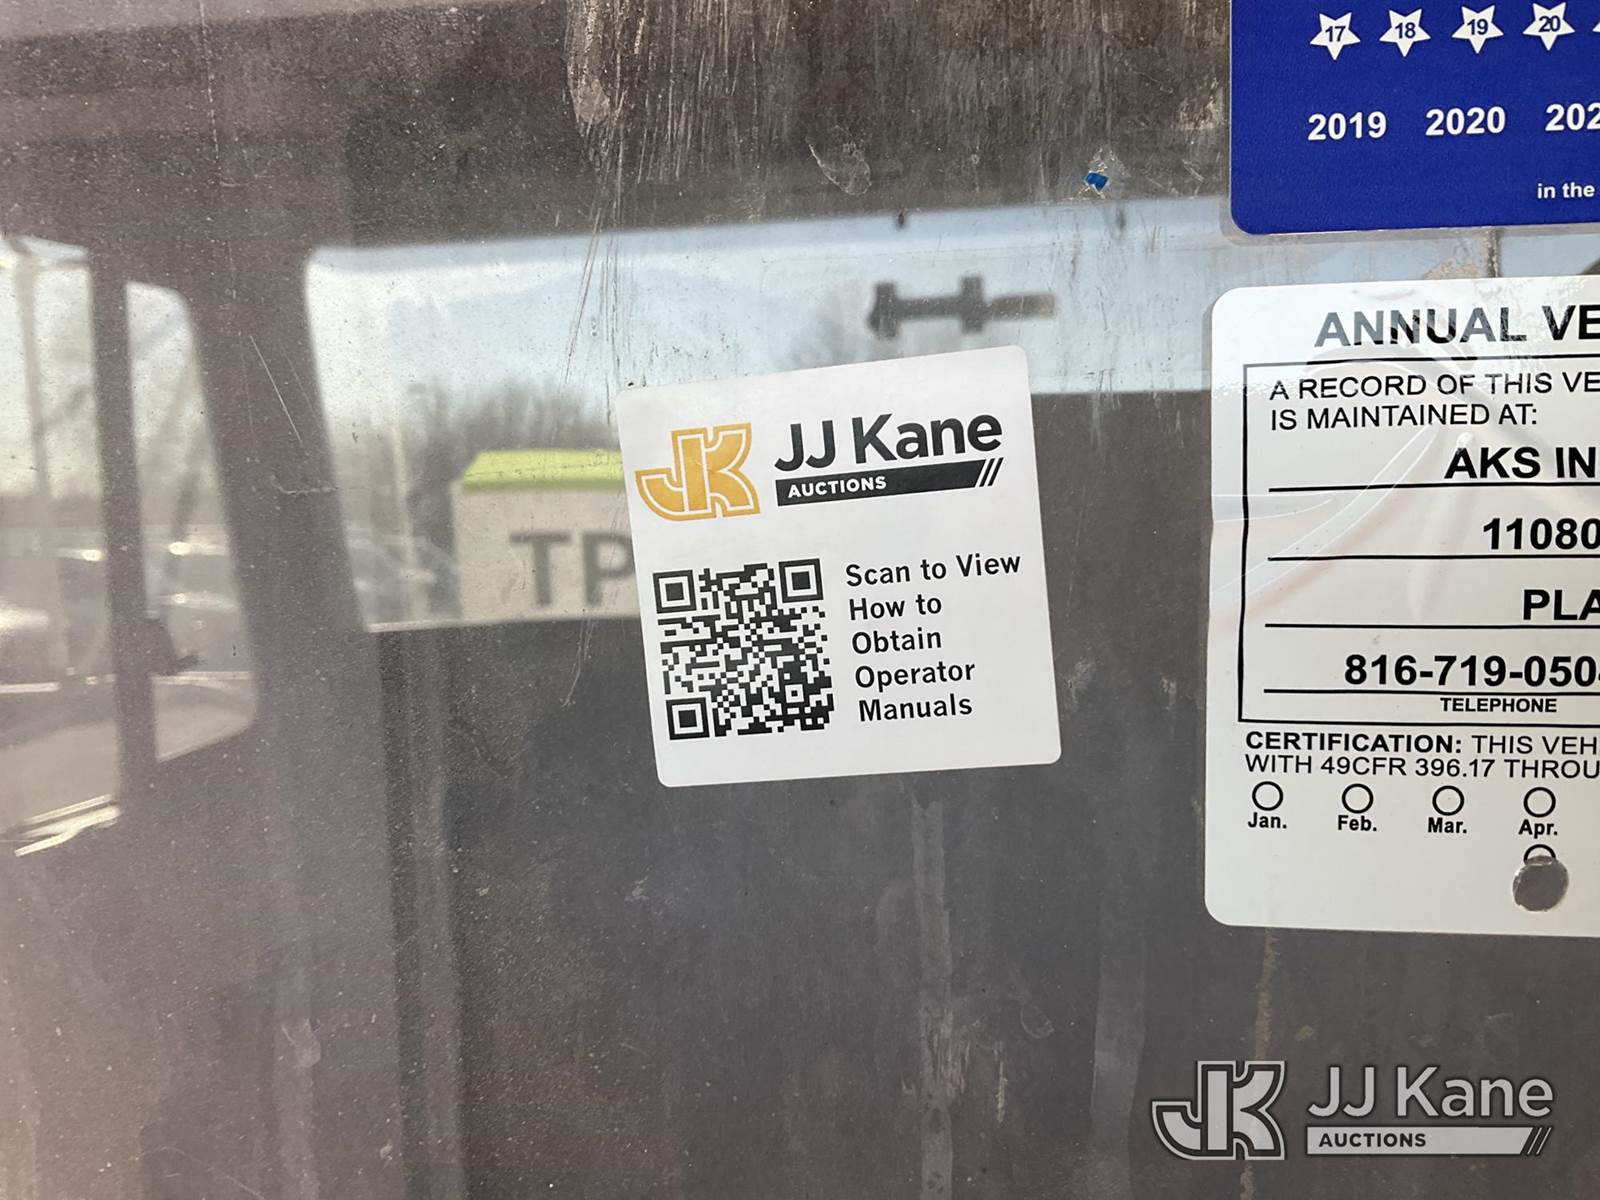 17 18 19 20
2019 2020 202
in the
ANNUAL VE
A RECORD OF THIS VE
IS MAINTAINED AT:
AKS IN
11080
PLA
816-719-050
TELEPHONE
CERTIFICATION: THIS VEH
WITH 49CFR 396.17 THROU
Jan. Feb. Mar. Apr.
JK JJ Kane
AUCTIONS
Scan to View
How to
Obtain
Operator
Manuals
TP
JK JJ Kane
AUCTIONS